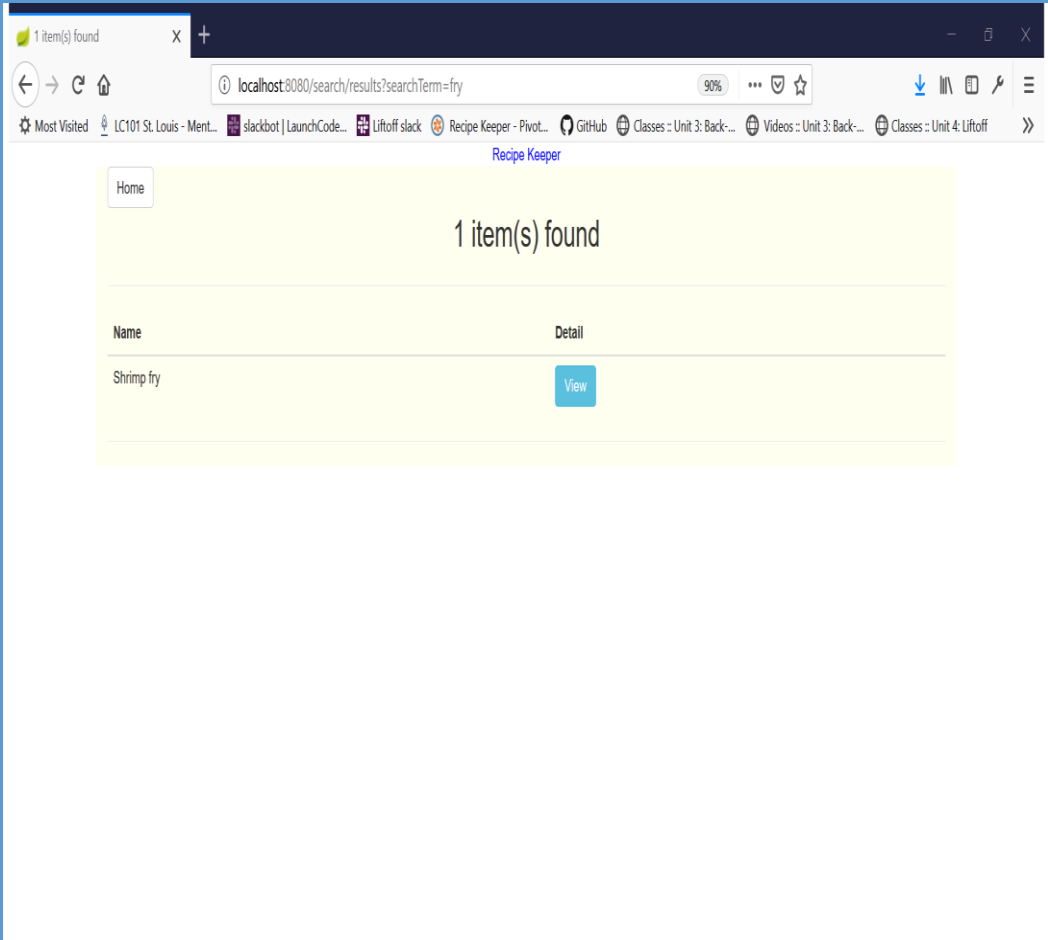 1 item(s) found
localhost:8080/search/results?searchTerm=fry 90%
Most Visited LC101 St. Louis - Ment... slackbot | LaunchCode... Liftoff slack Recipe Keeper - Pivot... GitHub Classes :: Unit 3: Back-... Videos :: Unit 3: Back-... Classes :: Unit 4: Liftoff
Recipe Keeper
Home
1 item(s) found
Name Detail
Shrimp fry View